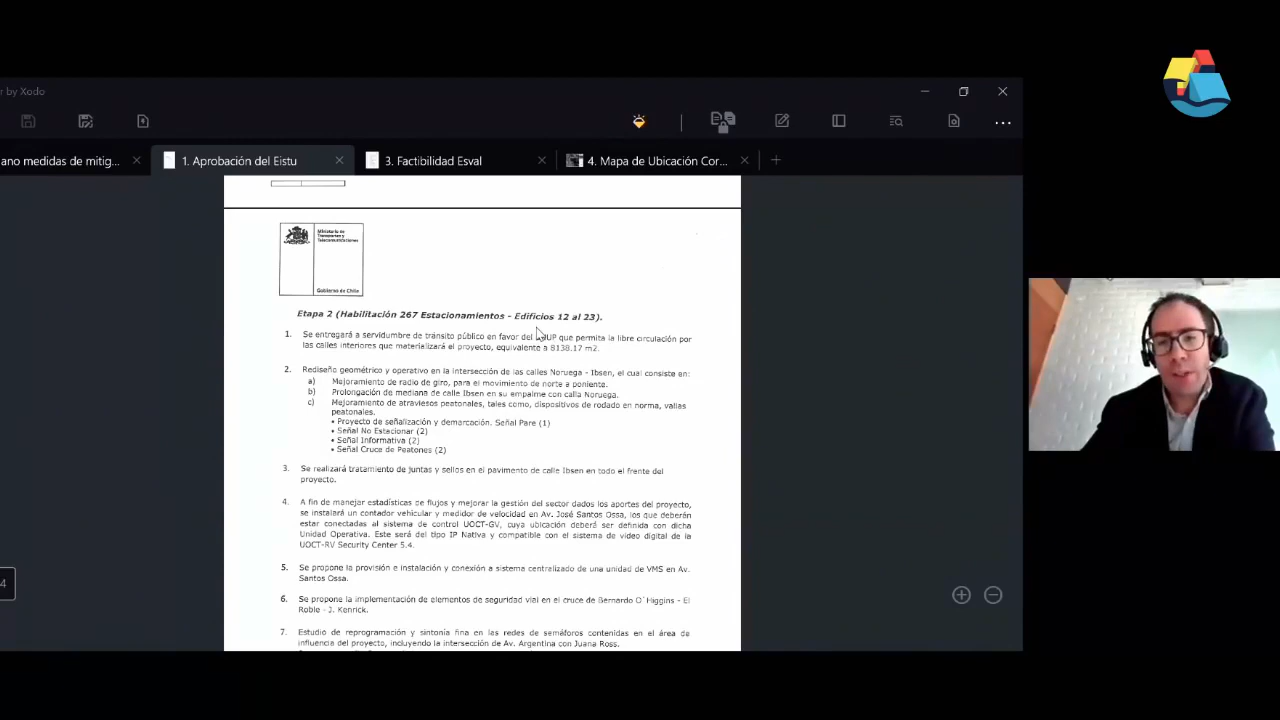 r by Xodo
ano medidas de mitig...
1. Aprobación del Eistu
3. Factibilidad Esval
4. Mapa de Ubicación Cor...
Ministerio de
Transportes y
Telecomunicaciones
Gobierno de Chile
Etapa 2 (Habilitación 267 Estacionamientos - Edificios 12 al 23).
1. Se entregará a servidumbre de tránsito público en favor del que permita la libre circulación por
las calles interiores que materializará el proyecto, equivalente a 8138.17 m2.
2. Rediseño geométrico y operativo en la intersección de las calles Noruega - Ibsen, el cual consiste en:
a) Mejoramiento de radio de giro, para el movimiento de norte a poniente.
b) Prolongación de mediana de calle Ibsen en su empalme con calla Noruega.
c) Mejoramiento de atraviesos peatonales, tales como, dispositivos de rodado en norma, vallas
peatonales.
• Proyecto de señalización y demarcación. Señal Pare (1)
• Señal No Estacionar (2)
• Señal Informativa (2)
• Señal Cruce de Peatones (2)
3. Se realizará tratamiento de juntas y sellos en el pavimento de calle Ibsen en todo el frente del
proyecto.
4. A fin de manejar estadísticas de flujos y mejorar la gestión del sector dados los aportes del proyecto,
se instalará un contador vehicular y medidor de velocidad en Av. José Santos Ossa, los que deberán
estar conectadas al sistema de control UOCT-GV, cuya ubicación deberá ser definida con dicha
Unidad Operativa. Este será del tipo IP Nativa y compatible con el sistema de video digital de la
UOCT-RV Security Center 5.4.
5. Se propone la provisión e instalación y conexión a sistema centralizado de una unidad de VMS en Av.
Santos Ossa.
6. Se propone la implementación de elementos de seguridad vial en el cruce de Bernardo O'Higgins - El
Roble - J. Kenrick.
7. Estudio de reprogramación y sintonía fina en las redes de semáforos contenidas en el área de
influencia del proyecto, incluyendo la intersección de Av. Argentina con Juana Ross.
4